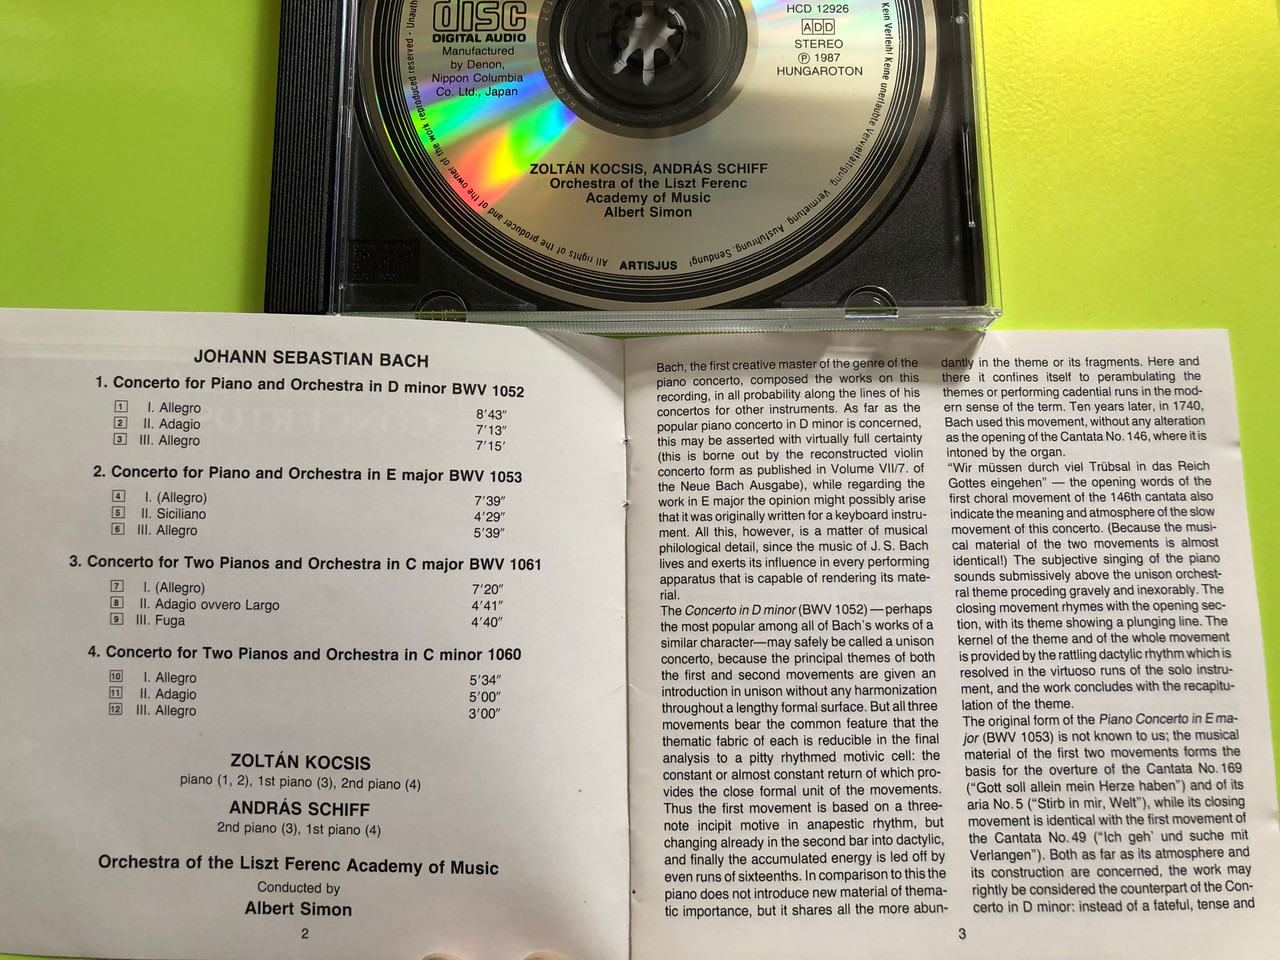 disc
DIGITAL AUDIO
Manufactured
by Denon,
Nippon Columbia
Co. Ltd., Japan
HCD 12926
ADD
STEREO
Ⓟ 1987
HUNGAROTON
ZOLTÁN KOCSIS, ANDRÁS SCHIFF
Orchestra of the Liszt Ferenc
Academy of Music
Albert Simon
All rights of the producer and of the owner of the work reproduced reserved · Unauth
ARTISJUS
Kein Verleih! Keine unerlaubte Vervielfältigung, Vermietung, Aufführung, Sendung!
JOHANN SEBASTIAN BACH
1. Concerto for Piano and Orchestra in D minor BWV 1052
1 I. Allegro 8’43”
2 II. Adagio 7’13”
3 III. Allegro 7’15’
2. Concerto for Piano and Orchestra in E major BWV 1053
4 I. (Allegro) 7’39”
5 II. Siciliano 4’29”
6 III. Allegro 5’39”
3. Concerto for Two Pianos and Orchestra in C major BWV 1061
7 I. (Allegro) 7’20”
8 II. Adagio ovvero Largo 4’41”
9 III. Fuga 4’40”
4. Concerto for Two Pianos and Orchestra in C minor 1060
10 I. Allegro 5’34”
11 II. Adagio 5’00”
12 III. Allegro 3’00”
ZOLTÁN KOCSIS
piano (1, 2), 1st piano (3), 2nd piano (4)
ANDRÁS SCHIFF
2nd piano (3), 1st piano (4)
Orchestra of the Liszt Ferenc Academy of Music
Conducted by
Albert Simon
2
Bach, the first creative master of the genre of the
piano concerto, composed the works on this
recording, in all probability along the lines of his
concertos for other instruments. As far as the
popular piano concerto in D minor is concerned,
this may be asserted with virtually full certainty
(this is borne out by the reconstructed violin
concerto form as published in Volume VII/7. of
the Neue Bach Ausgabe), while regarding the
work in E major the opinion might possibly arise
that it was originally written for a keyboard instru-
ment. All this, however, is a matter of musical
philological detail, since the music of J. S. Bach
lives and exerts its influence in every performing
apparatus that is capable of rendering its mate-
rial.
The Concerto in D minor (BWV 1052) — perhaps
the most popular among all of Bach’s works of a
similar character—may safely be called a unison
concerto, because the principal themes of both
the first and second movements are given an
introduction in unison without any harmonization
throughout a lengthy formal surface. But all three
movements bear the common feature that the
thematic fabric of each is reducible in the final
analysis to a pitty rhythmed motivic cell: the
constant or almost constant return of which pro-
vides the close formal unit of the movements.
Thus the first movement is based on a three-
note incipit motive in anapestic rhythm, but
changing already in the second bar into dactylic,
and finally the accumulated energy is led off by
even runs of sixteenths. In comparison to this the
piano does not introduce new material of thema-
tic importance, but it shares all the more abun-
dantly in the theme or its fragments. Here and
there it confines itself to perambulating the
themes or performing cadential runs in the mod-
ern sense of the term. Ten years later, in 1740,
Bach used this movement, without any alteration
as the opening of the Cantata No. 146, where it is
intoned by the organ.
“Wir müssen durch viel Trübsal in das Reich
Gottes eingehen” — the opening words of the
first choral movement of the 146th cantata also
indicate the meaning and atmosphere of the slow
movement of this concerto. (Because the musi-
cal material of the two movements is almost
identical!) The subjective singing of the piano
sounds submissively above the unison orchest-
ral theme proceding gravely and inexorably. The
closing movement rhymes with the opening sec-
tion, with its theme showing a plunging line. The
kernel of the theme and of the whole movement
is provided by the rattling dactylic rhythm which is
resolved in the virtuoso runs of the solo instru-
ment, and the work concludes with the recapitu-
lation of the theme.
The original form of the Piano Concerto in E ma-
jor (BWV 1053) is not known to us; the musical
material of the first two movements forms the
basis for the overture of the Cantata No. 169
(“Gott soll allein mein Herze haben”) and of its
aria No. 5 (“Stirb in mir, Welt”), while its closing
movement is identical with the first movement of
the Cantata No. 49 (“Ich geh’ und suche mit
Verlangen”). Both as far as its atmosphere and
its construction are concerned, the work may
rightly be considered the counterpart of the Con-
certo in D minor: instead of a fateful, tense and
3